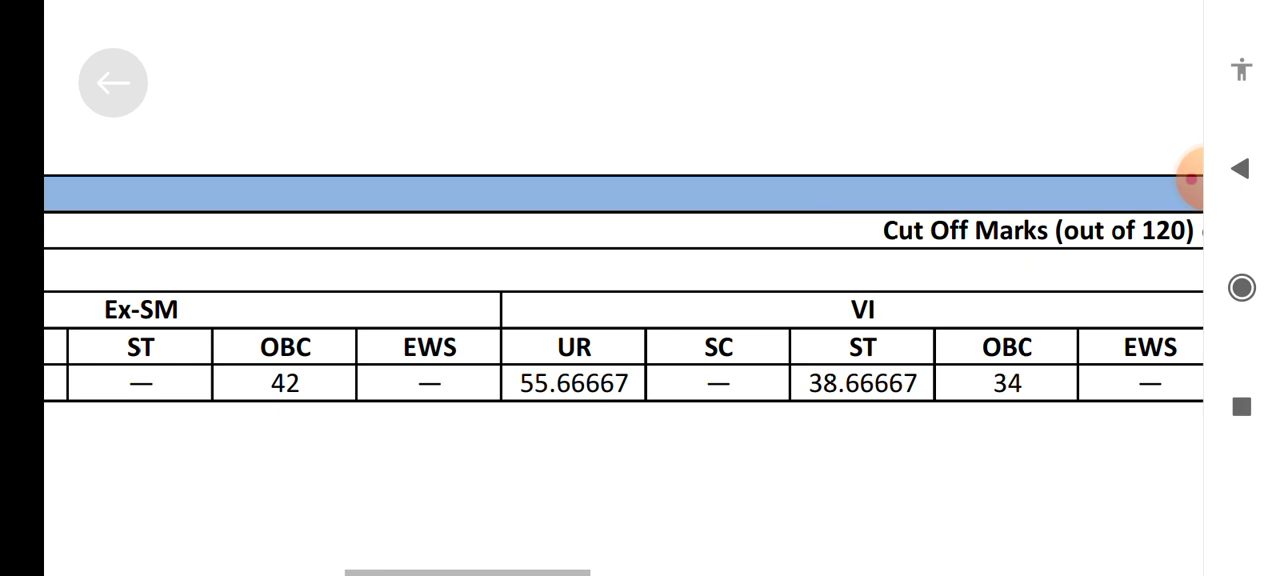 Cut Off Marks (out of 120)
Ex-SM VI
ST OBC EWS UR SC ST OBC EWS
— 42 — 55.66667 — 38.66667 34 —